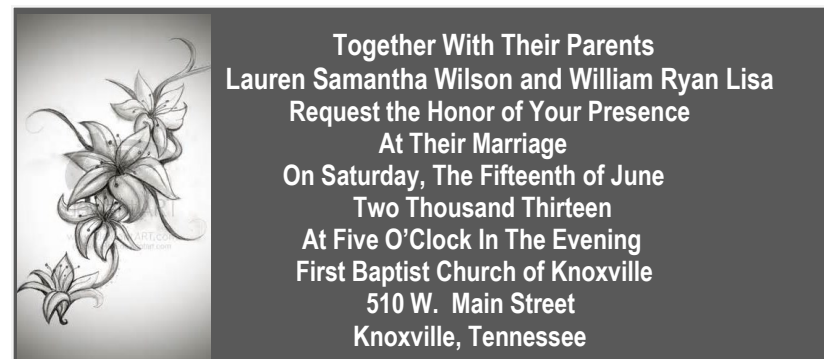 Together With Their Parents
Lauren Samantha Wilson and William Ryan Lisa
Request the Honor of Your Presence
At Their Marriage
On Saturday, The Fifteenth of June
Two Thousand Thirteen
At Five O’Clock In The Evening
First Baptist Church of Knoxville
510 W.  Main Street
Knoxville, Tennessee